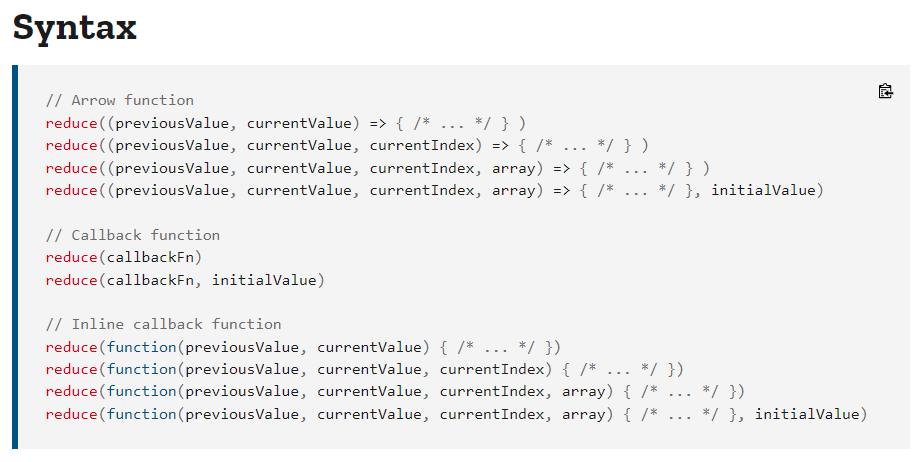 Syntax
// Arrow function
reduce((previousValue, currentValue) => { /* ... */ } )
reduce((previousValue, currentValue, currentIndex) => { /* ... */ } )
reduce((previousValue, currentValue, currentIndex, array) => { /* ... */ } )
reduce((previousValue, currentValue, currentIndex, array) => { /* ... */ }, initialValue)
// Callback function
reduce(callbackFn)
reduce(callbackFn, initialValue)
// Inline callback function
reduce(function(previousValue, currentValue) { /* ... */ })
reduce(function(previousValue, currentValue, currentIndex) { /* ... */ })
reduce(function(previousValue, currentValue, currentIndex, array) { /* ... */ })
reduce(function(previousValue, currentValue, currentIndex, array) { /* ... */ }, initialValue)